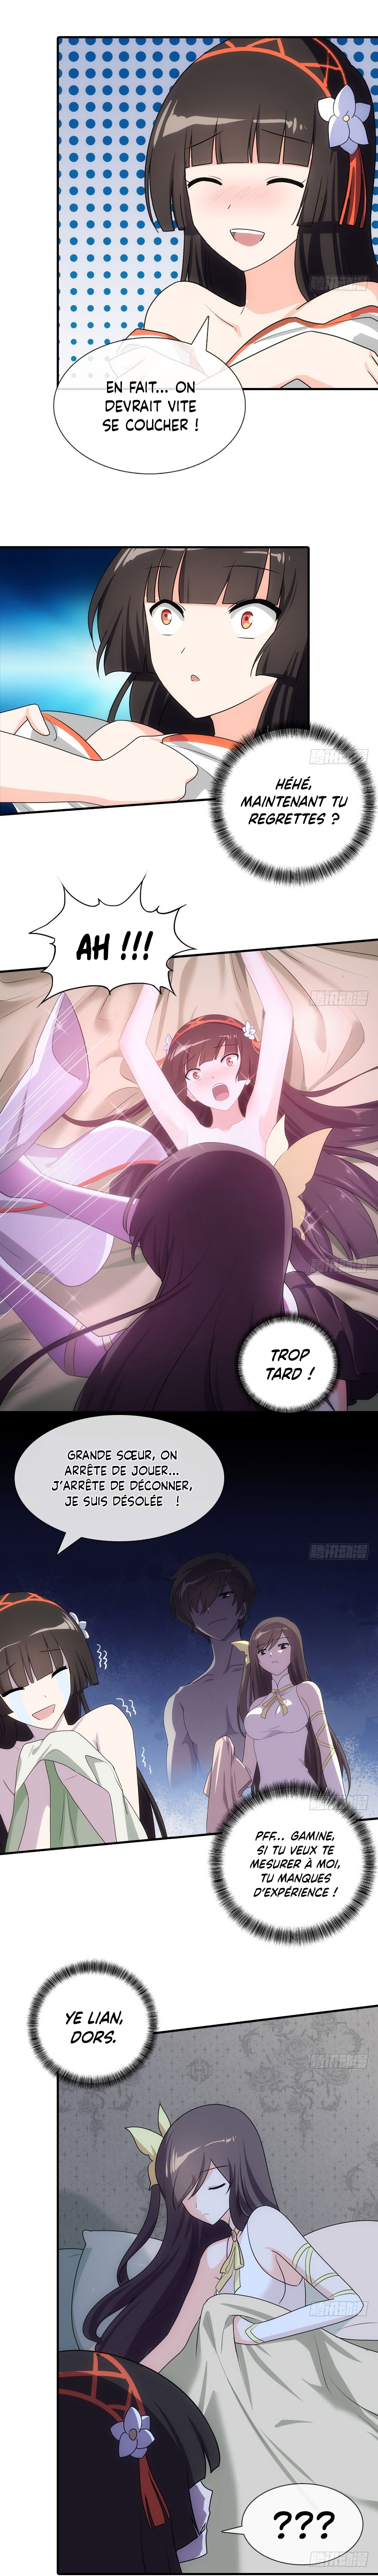 EN FAIT... ON
DEVRAIT VITE
SE COUCHER !
HÉHÉ,
MAINTENANT TU
REGRETTES ?
AH !!!
TROP
TARD !
GRANDE SŒUR, ON
ARRÊTE DE JOUER...
J'ARRÊTE DE DÉCONNER,
JE SUIS DÉSOLÉE !
PFF... GAMINE,
SI TU VEUX TE
MESURER À MOI,
TU MANQUES
D'EXPÉRIENCE !
YE LIAN,
DORS.
???